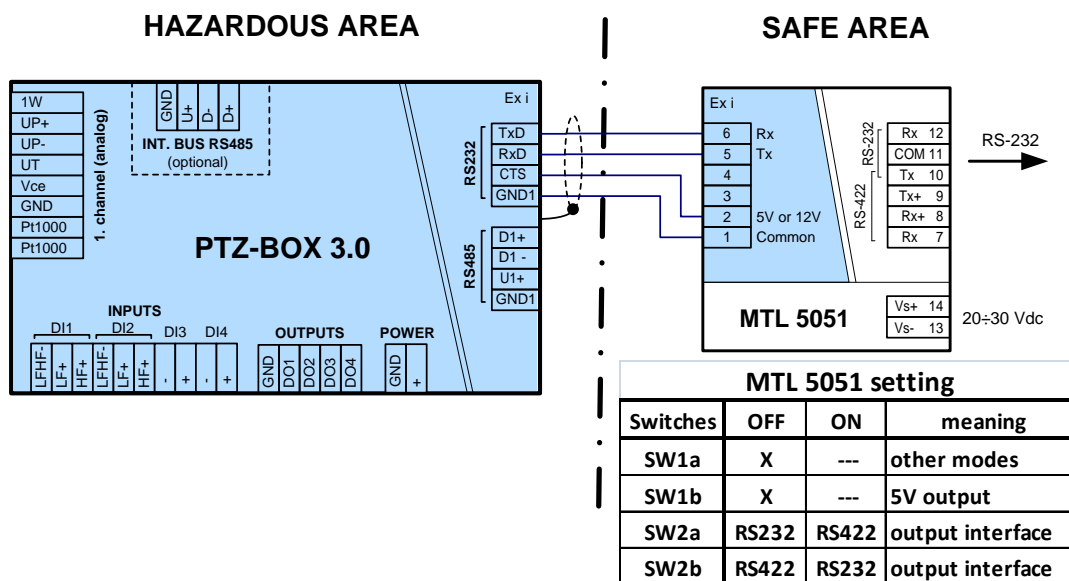 HAZARDOUS AREA
SAFE AREA
1W
UP+
UP-
UT
Vce
GND
Pt1000
Pt1000
1. channel (analog)
GND
U+
D-
D+
INT. BUS RS485
(optional)
Ex i
RS232
TxD
RxD
CTS
GND1
RS485
D1+
D1 -
U1+
GND1
PTZ-BOX 3.0
INPUTS
DI1
DI2
DI3
DI4
LFHF-
LF+
HF+
LFHF-
LF+
HF+
-
+
-
+
OUTPUTS
GND
DO1
DO2
DO3
DO4
POWER
GND
+
Ex i
6 Rx
5 Tx
4
3
2 5V or 12V
1 Common
RS-232
RS-422
Rx 12
COM 11
Tx 10
Tx+ 9
Rx+ 8
Rx 7
RS-232
MTL 5051
Vs+ 14
Vs- 13
20÷30 Vdc
MTL 5051 setting
Switches OFF ON meaning
SW1a X --- other modes
SW1b X --- 5V output
SW2a RS232 RS422 output interface
SW2b RS422 RS232 output interface